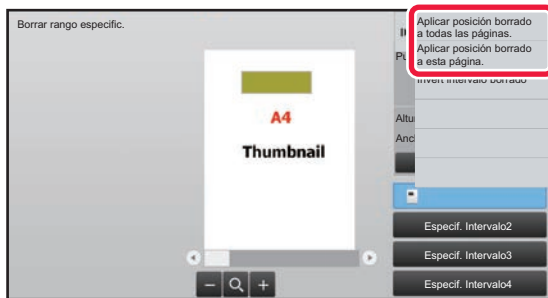 Borrar rango especific.
Aplicar posición borrado
a todas las páginas.
Aplicar posición borrado
a esta página.
Invert intervalo borrado
A4
Thumbnail
Especif. Intervalo2
Especif. Intervalo3
Especif. Intervalo4